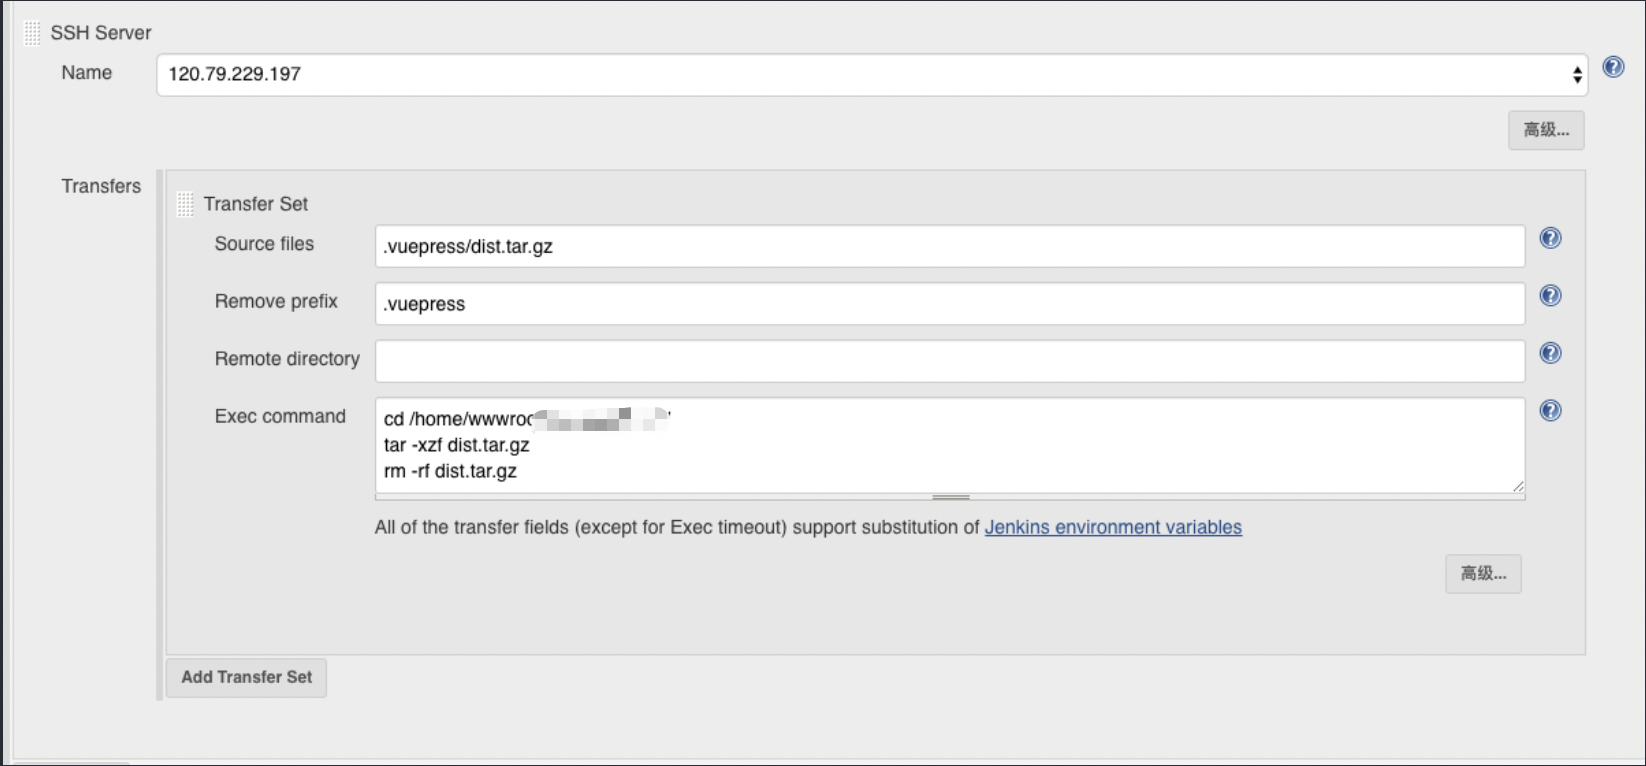 SSH Server
Name
120.79.229.197
高级...
Transfers
Transfer Set
Source files
.vuepress/dist.tar.gz
Remove prefix
.vuepress
Remote directory
Exec command
cd /home/wwwroo
tar -xzf dist.tar.gz
rm -rf dist.tar.gz
All of the transfer fields (except for Exec timeout) support substitution of Jenkins environment variables
高级...
Add Transfer Set